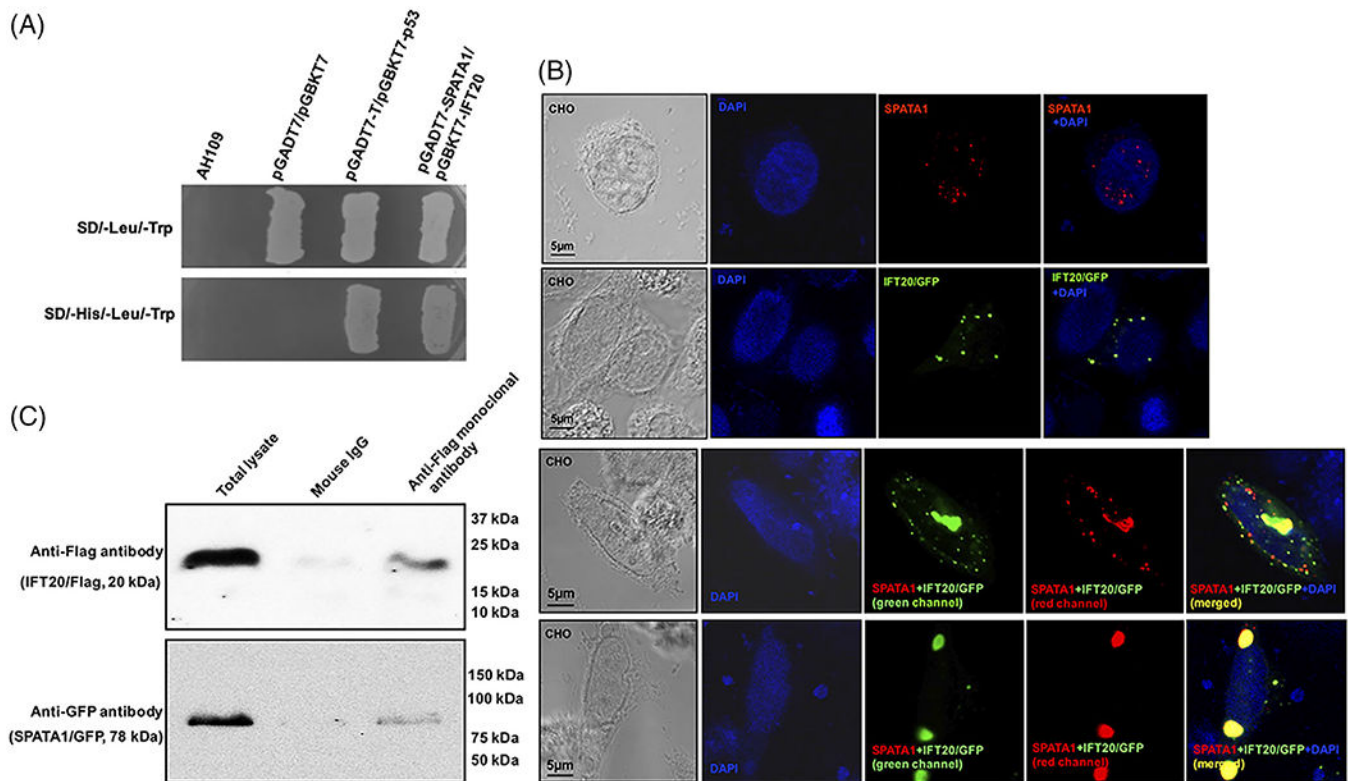 (A)
AH109
pGADT7/pGBKT7
pGADT7-T/pGBKT7-p53
pGADT7-SPATA1/
pGBKT7-IFT20
SD/-Leu/-Trp
SD/-His/-Leu/-Trp
(B)
CHO
5µm
DAPI
SPATA1
SPATA1
+DAPI
CHO
5µm
DAPI
IFT20/GFP
IFT20/GFP
+DAPI
CHO
5µm
DAPI
SPATA1+IFT20/GFP
(green channel)
SPATA1+IFT20/GFP
(red channel)
SPATA1+IFT20/GFP+DAPI
(merged)
CHO
5µm
DAPI
SPATA1+IFT20/GFP
(green channel)
SPATA1+IFT20/GFP
(red channel)
SPATA1+IFT20/GFP+DAPI
(merged)
(C)
Total lysate
Mouse IgG
Anti-Flag monoclonal
antibody
Anti-Flag antibody
(IFT20/Flag, 20 kDa)
37 kDa
25 kDa
15 kDa
10 kDa
Anti-GFP antibody
(SPATA1/GFP, 78 kDa)
150 kDa
100 kDa
75 kDa
50 kDa